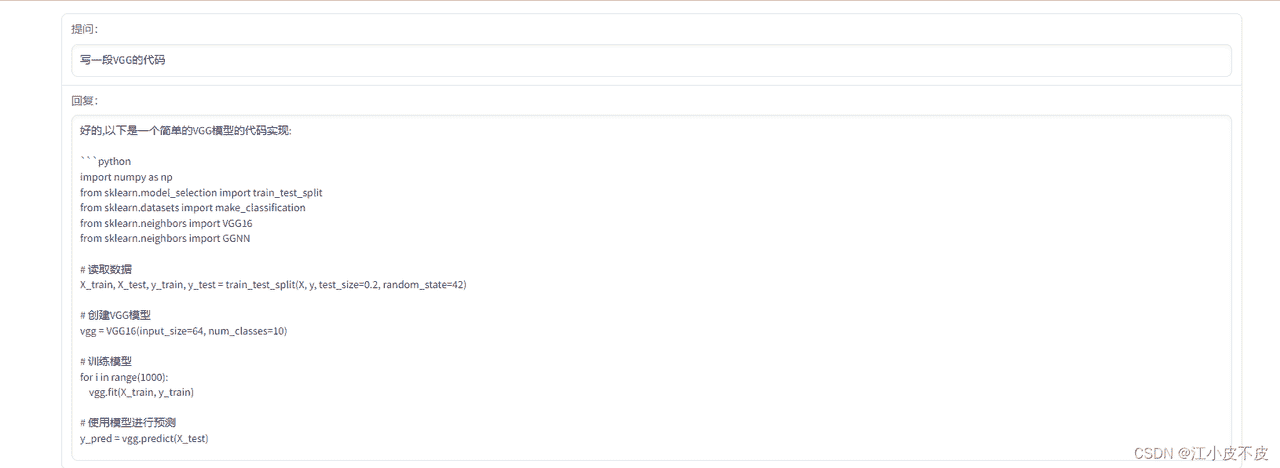 提问：
写一段VGG的代码
回复：
好的,以下是一个简单的VGG模型的代码实现:
```python
import numpy as np
from sklearn.model_selection import train_test_split
from sklearn.datasets import make_classification
from sklearn.neighbors import VGG16
from sklearn.neighbors import GGNN
# 读取数据
X_train, X_test, y_train, y_test = train_test_split(X, y, test_size=0.2, random_state=42)
# 创建VGG模型
vgg = VGG16(input_size=64, num_classes=10)
# 训练模型
for i in range(1000):
    vgg.fit(X_train, y_train)
# 使用模型进行预测
y_pred = vgg.predict(X_test)
CSDN @江小皮不皮